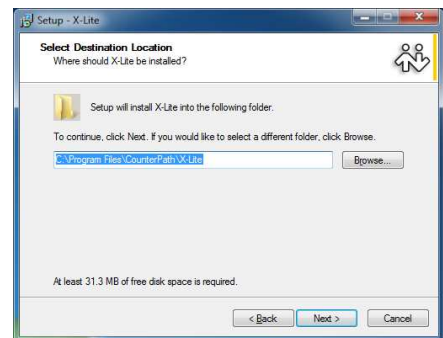 Setup - X-Lite
Select Destination Location
Where should X-Lite be installed?
Setup will install X-Lite into the following folder.
To continue, click Next. If you would like to select a different folder, click Browse.
C:\Program Files\CounterPath\X-Lite
Browse...
At least 31.3 MB of free disk space is required.
< Back
Next >
Cancel